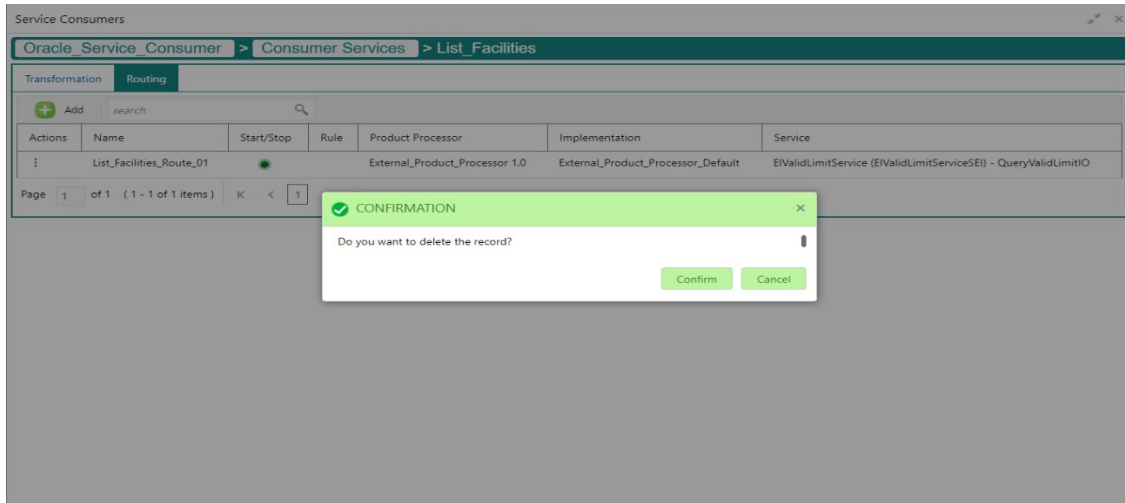 Service Consumers
Oracle_Service_Consumer > Consumer Services > List_Facilities
Transformation Routing
Add search
Actions Name Start/Stop Rule Product Processor Implementation Service
List_Facilities_Route_01 External_Product_Processor 1.0 External_Product_Processor_Default EIValidLimitService (EIValidLimitServiceSEI) - QueryValidLimitIO
Page 1 of 1 (1 - 1 of 1 items) K < 1
CONFIRMATION ×
Do you want to delete the record?
Confirm Cancel